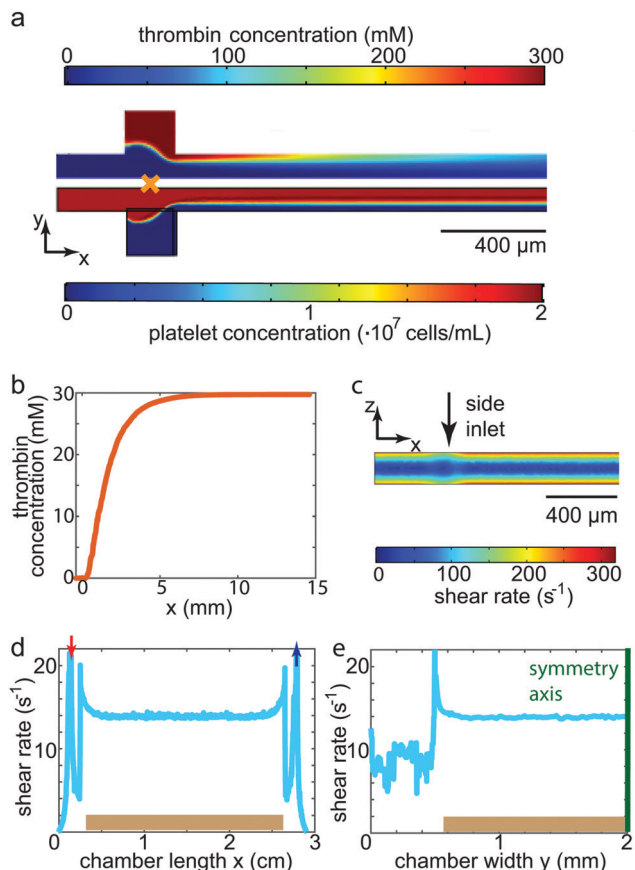 a
thrombin concentration (mM)
0 100 200 300
y
x
400 µm
0 1 2
platelet concentration (·10⁷ cells/mL)
b
thrombin
concentration (mM)
30
20
10
0
0 5 10 15
x (mm)
c
z
x
side
inlet
400 µm
0 100 200 300
shear rate (s⁻¹)
d
shear rate (s⁻¹)
20
10
0
0 1 2 3
chamber length x (cm)
e
shear rate (s⁻¹)
20
10
0
symmetry
axis
0 1 2
chamber width y (mm)